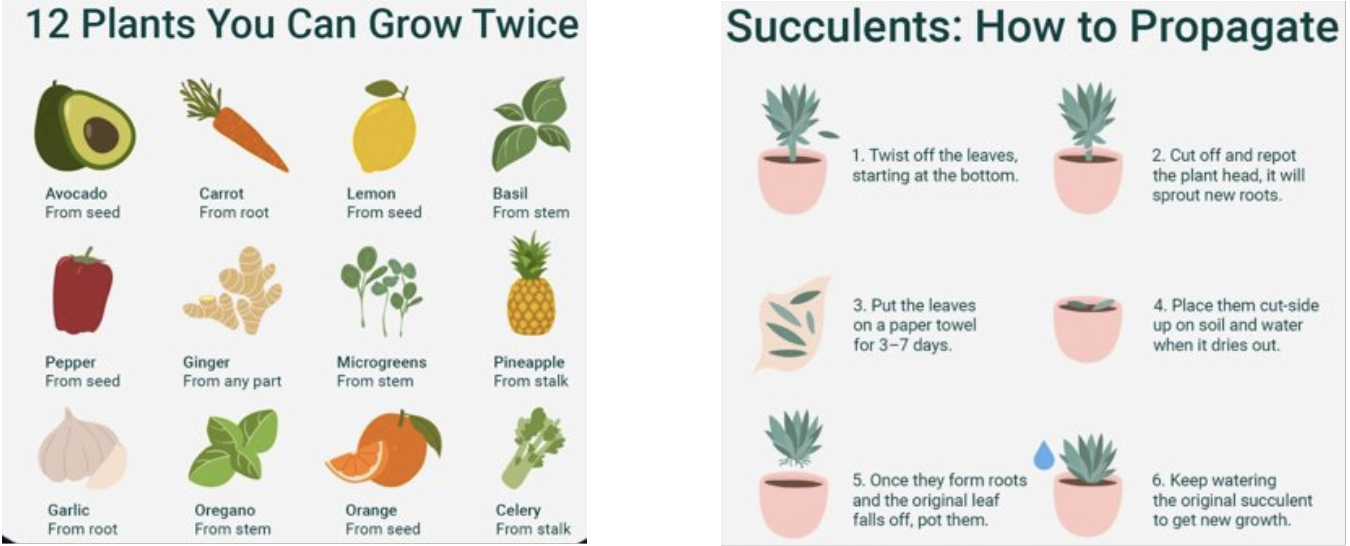 12 Plants You Can Grow Twice
Avocado
From seed
Carrot
From root
Lemon
From seed
Basil
From stem
Pepper
From seed
Ginger
From any part
Microgreens
From stem
Pineapple
From stalk
Garlic
From root
Oregano
From stem
Orange
From seed
Celery
From stalk
Succulents: How to Propagate
1. Twist off the leaves,
starting at the bottom.
2. Cut off and repot
the plant head, it will
sprout new roots.
3. Put the leaves
on a paper towel
for 3–7 days.
4. Place them cut-side
up on soil and water
when it dries out.
5. Once they form roots
and the original leaf
falls off, pot them.
6. Keep watering
the original succulent
to get new growth.